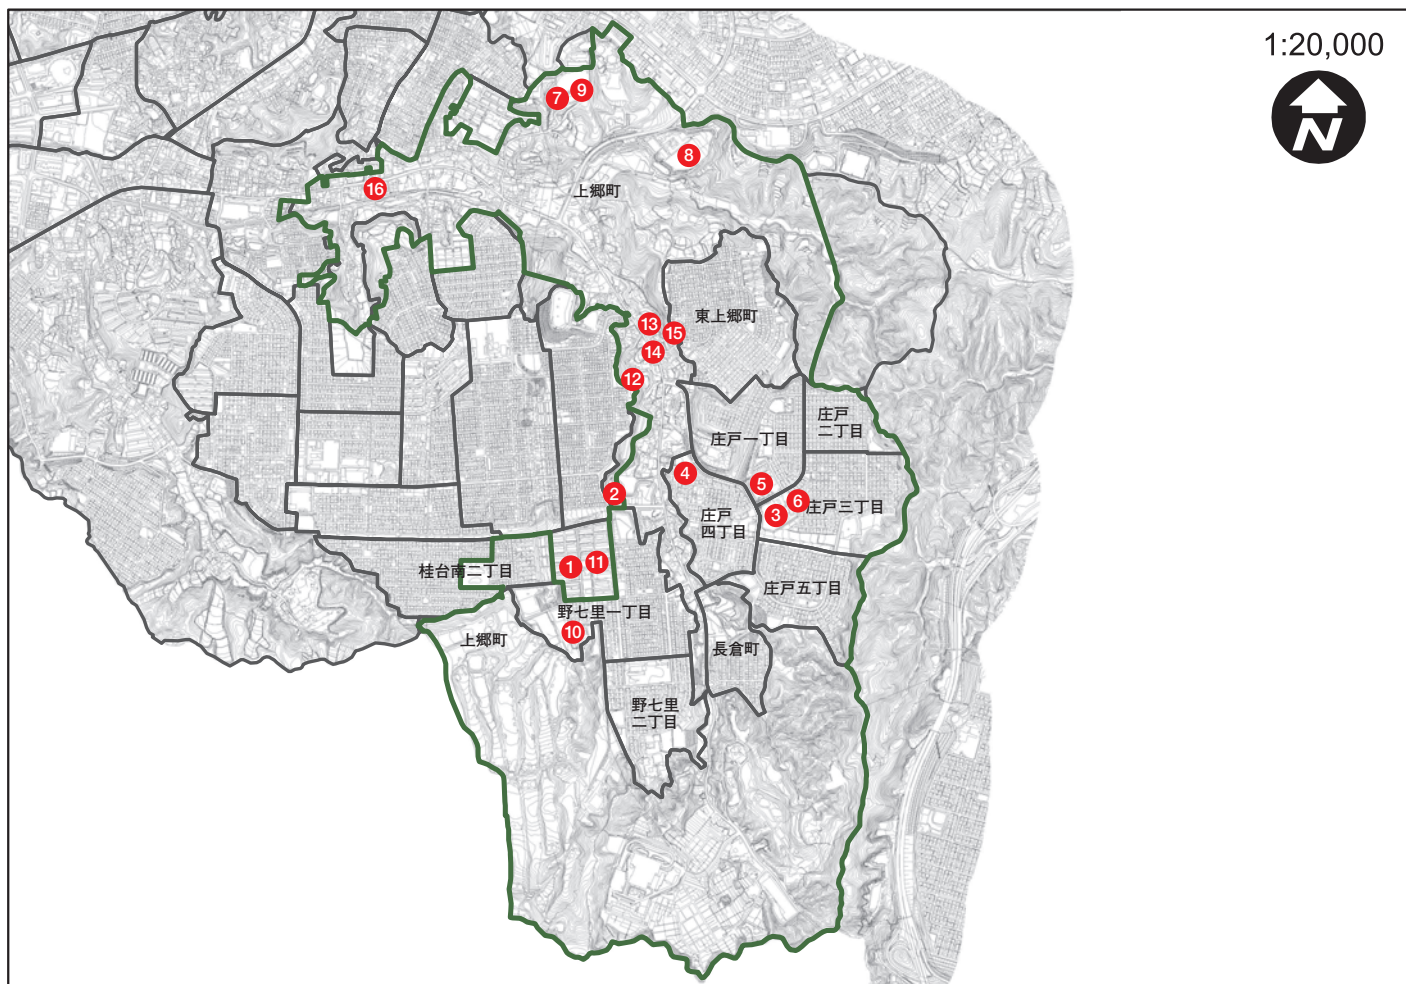 1:20,000
N
7
9
8
16
上郷町
13
15
東上郷町
14
12
庄戸
二丁目
庄戸一丁目
4
5
2
6
3
庄戸三丁目
庄戸
四丁目
1
11
桂台南二丁目
庄戸五丁目
野七里一丁目
10
上郷町
長倉町
野七里
二丁目